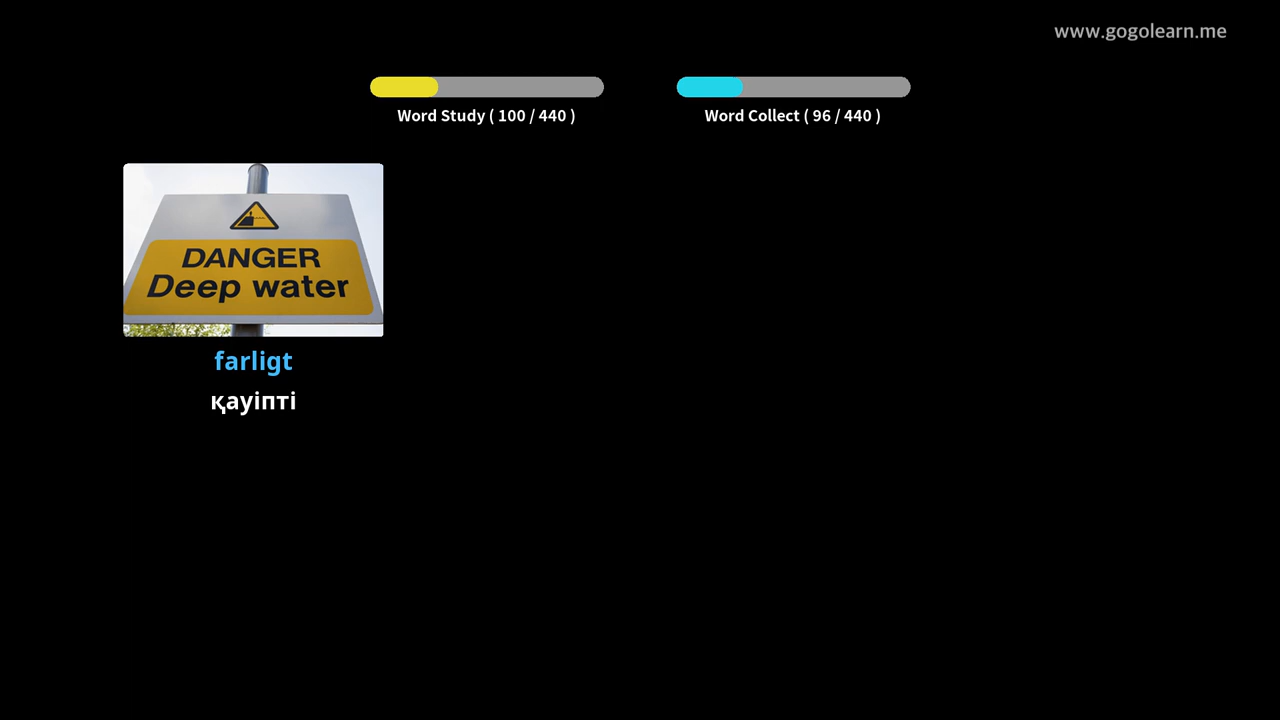 www.gogolearn.me
Word Study ( 100 / 440 )
Word Collect ( 96 / 440 )
DANGER
Deep water
farligt
қауіпті